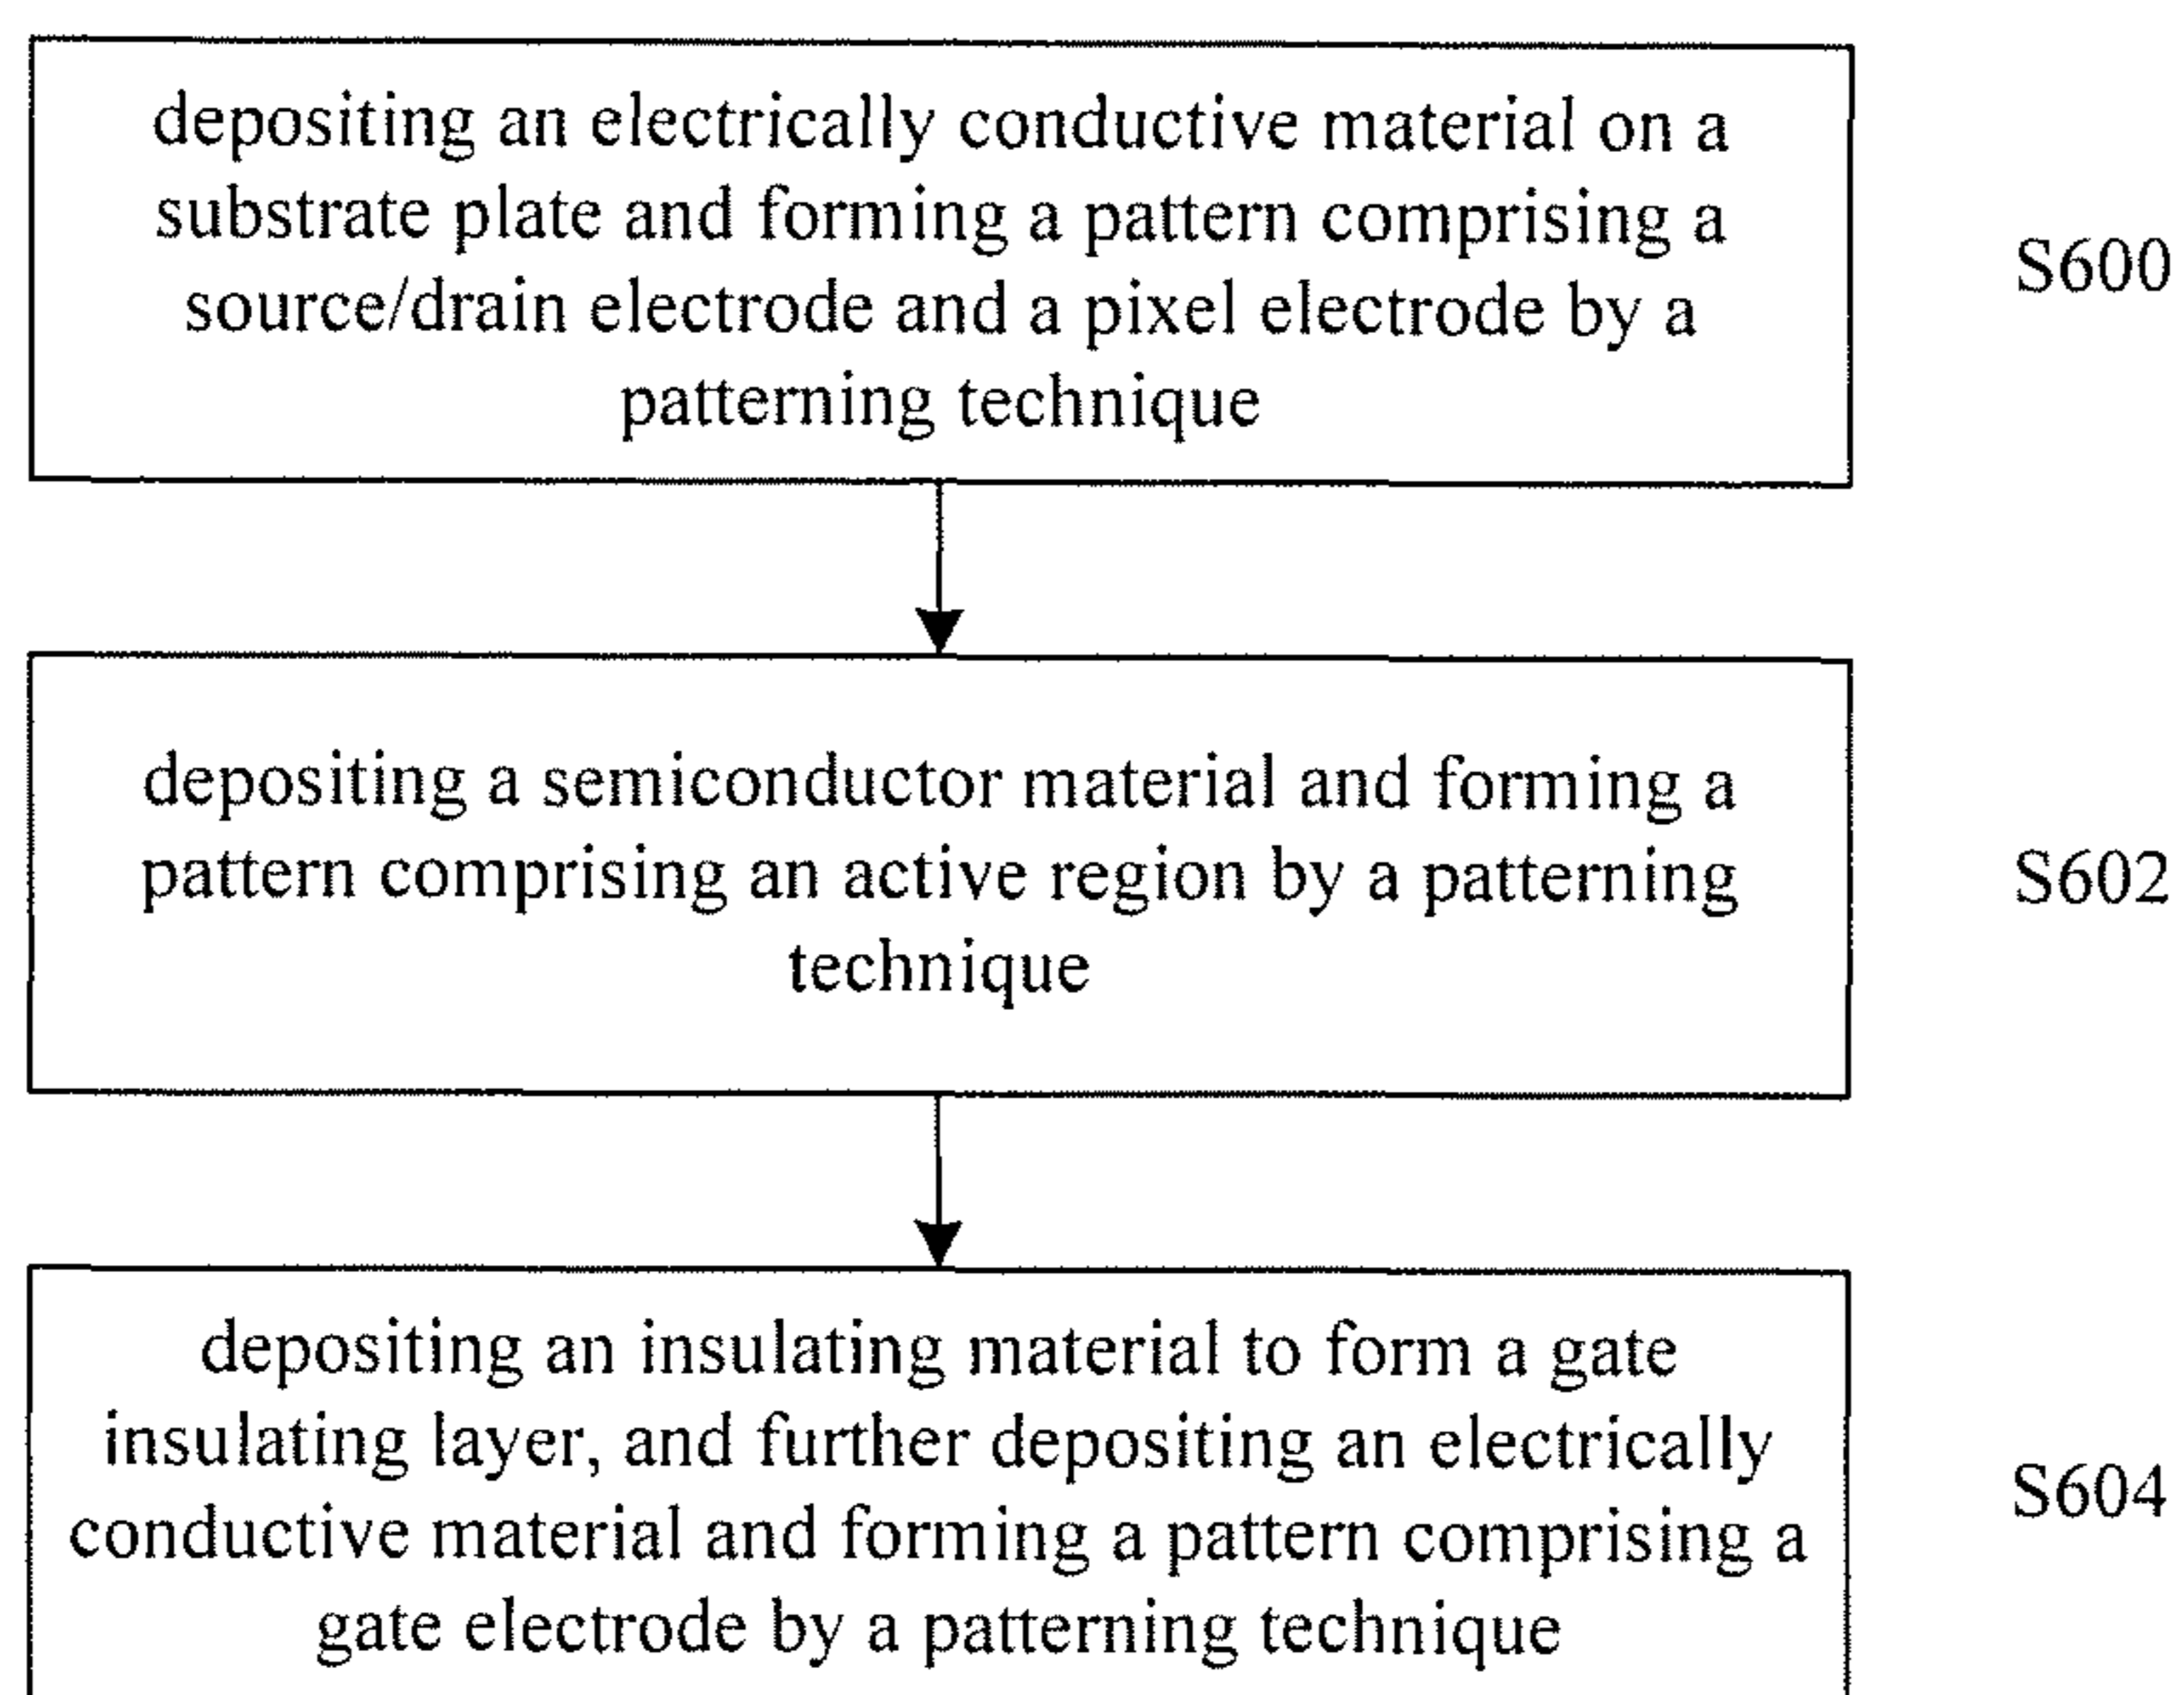 depositing an electrically conductive material on a
substrate plate and forming a pattern comprising a
source/drain electrode and a pixel electrode by a
patterning technique
S600
depositing a semiconductor material and forming a
pattern comprising an active region by a patterning
technique
S602
depositing an insulating material to form a gate
insulating layer, and further depositing an electrically
conductive material and forming a pattern comprising a
gate electrode by a patterning technique
S604